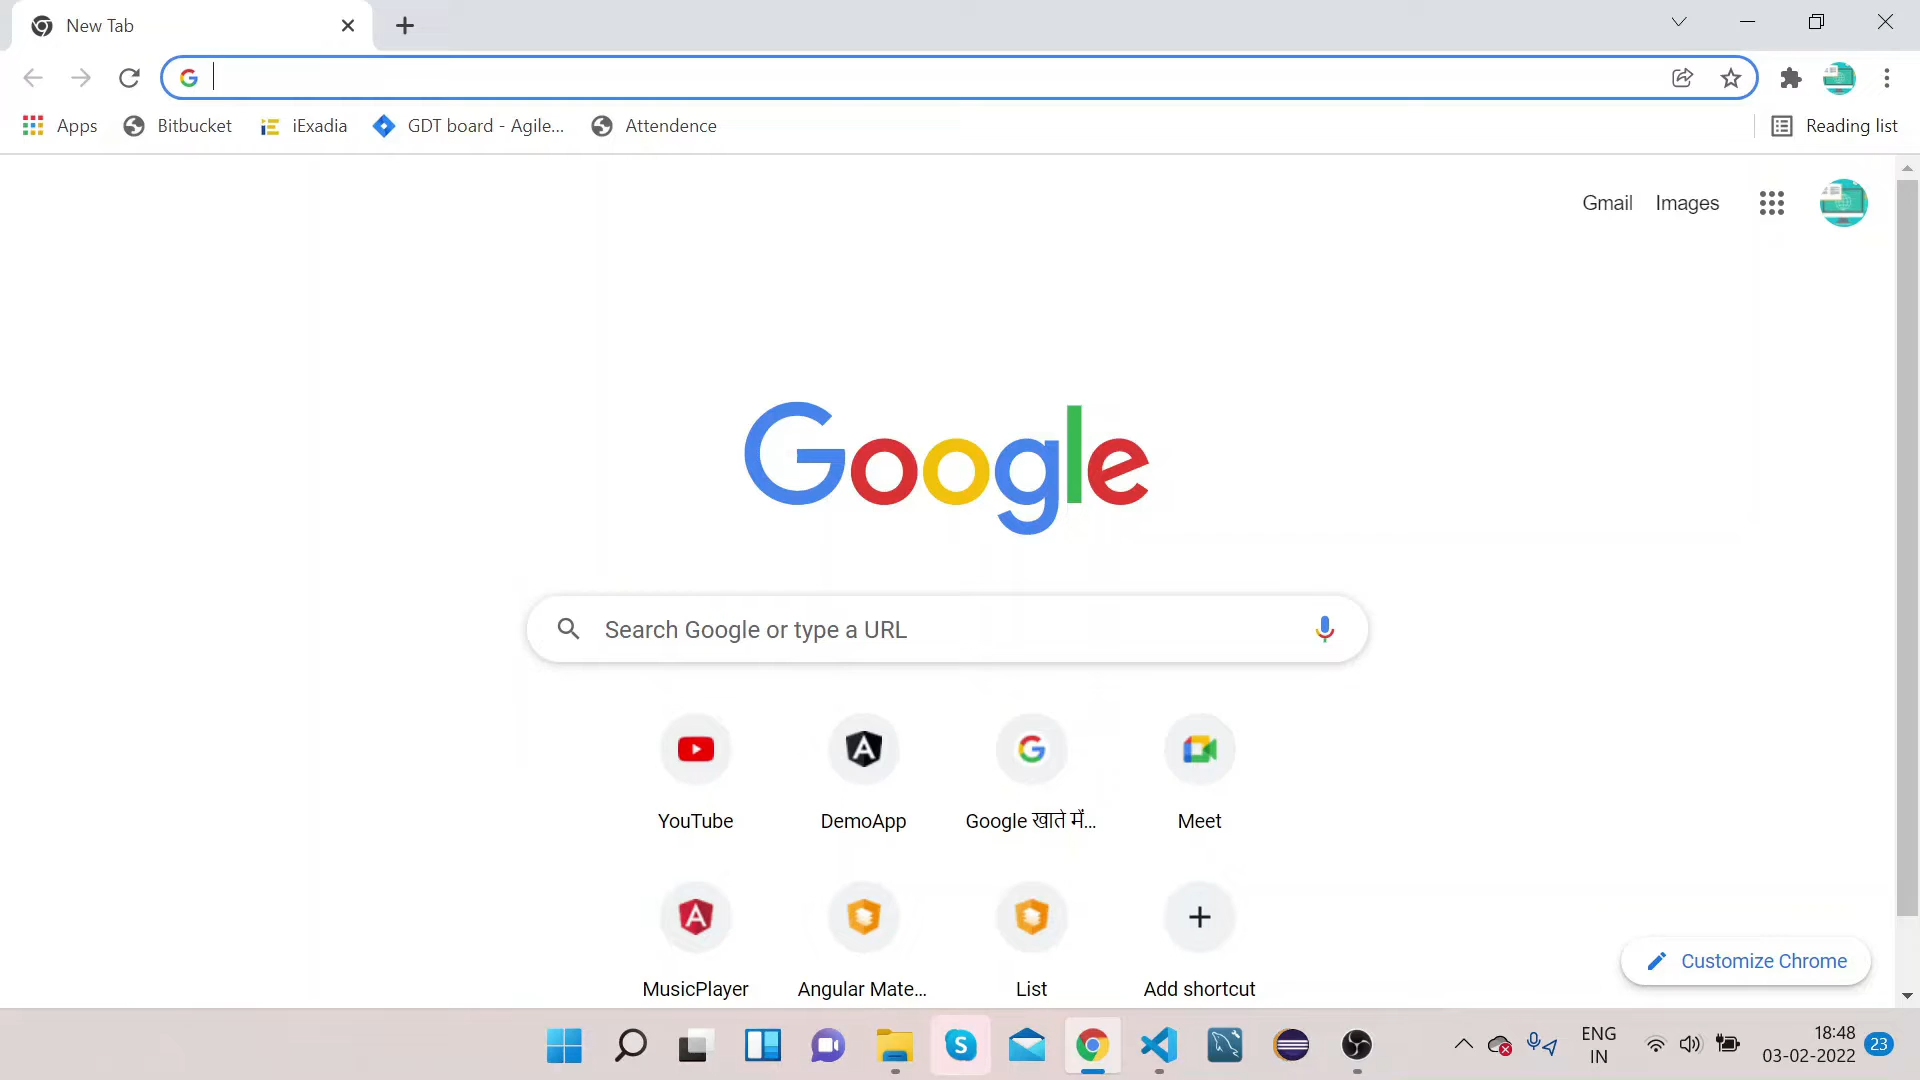 New Tab
Apps
Bitbucket
iExadia
GDT board - Agile...
Attendence
Reading list
Gmail
Images
Google
Search Google or type a URL
YouTube
DemoApp
Google खाते में...
Meet
MusicPlayer
Angular Mate...
List
Add shortcut
Customize Chrome
ENG
IN
18:48
03-02-2022
23